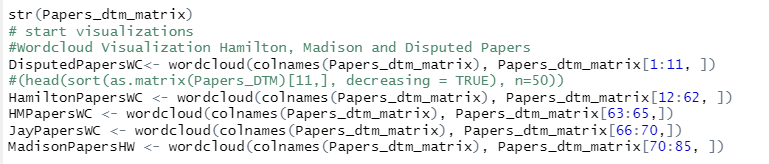 str(Papers_dtm_matrix)
# start visualizations
#Wordcloud Visualization Hamilton, Madison and Disputed Papers
DisputedPapersWC<- wordcloud(colnames(Papers_dtm_matrix), Papers_dtm_matrix[1:11, ])
#(head(sort(as.matrix(Papers_DTM)[11,], decreasing = TRUE), n=50))
HamiltonPapersWC <- wordcloud(colnames(Papers_dtm_matrix), Papers_dtm_matrix[12:62, ])
HMPapersWC <- wordcloud(colnames(Papers_dtm_matrix), Papers_dtm_matrix[63:65,])
JayPapersWC <- wordcloud(colnames(Papers_dtm_matrix), Papers_dtm_matrix[66:70,])
MadisonPapersHW <- wordcloud(colnames(Papers_dtm_matrix), Papers_dtm_matrix[70:85, ])